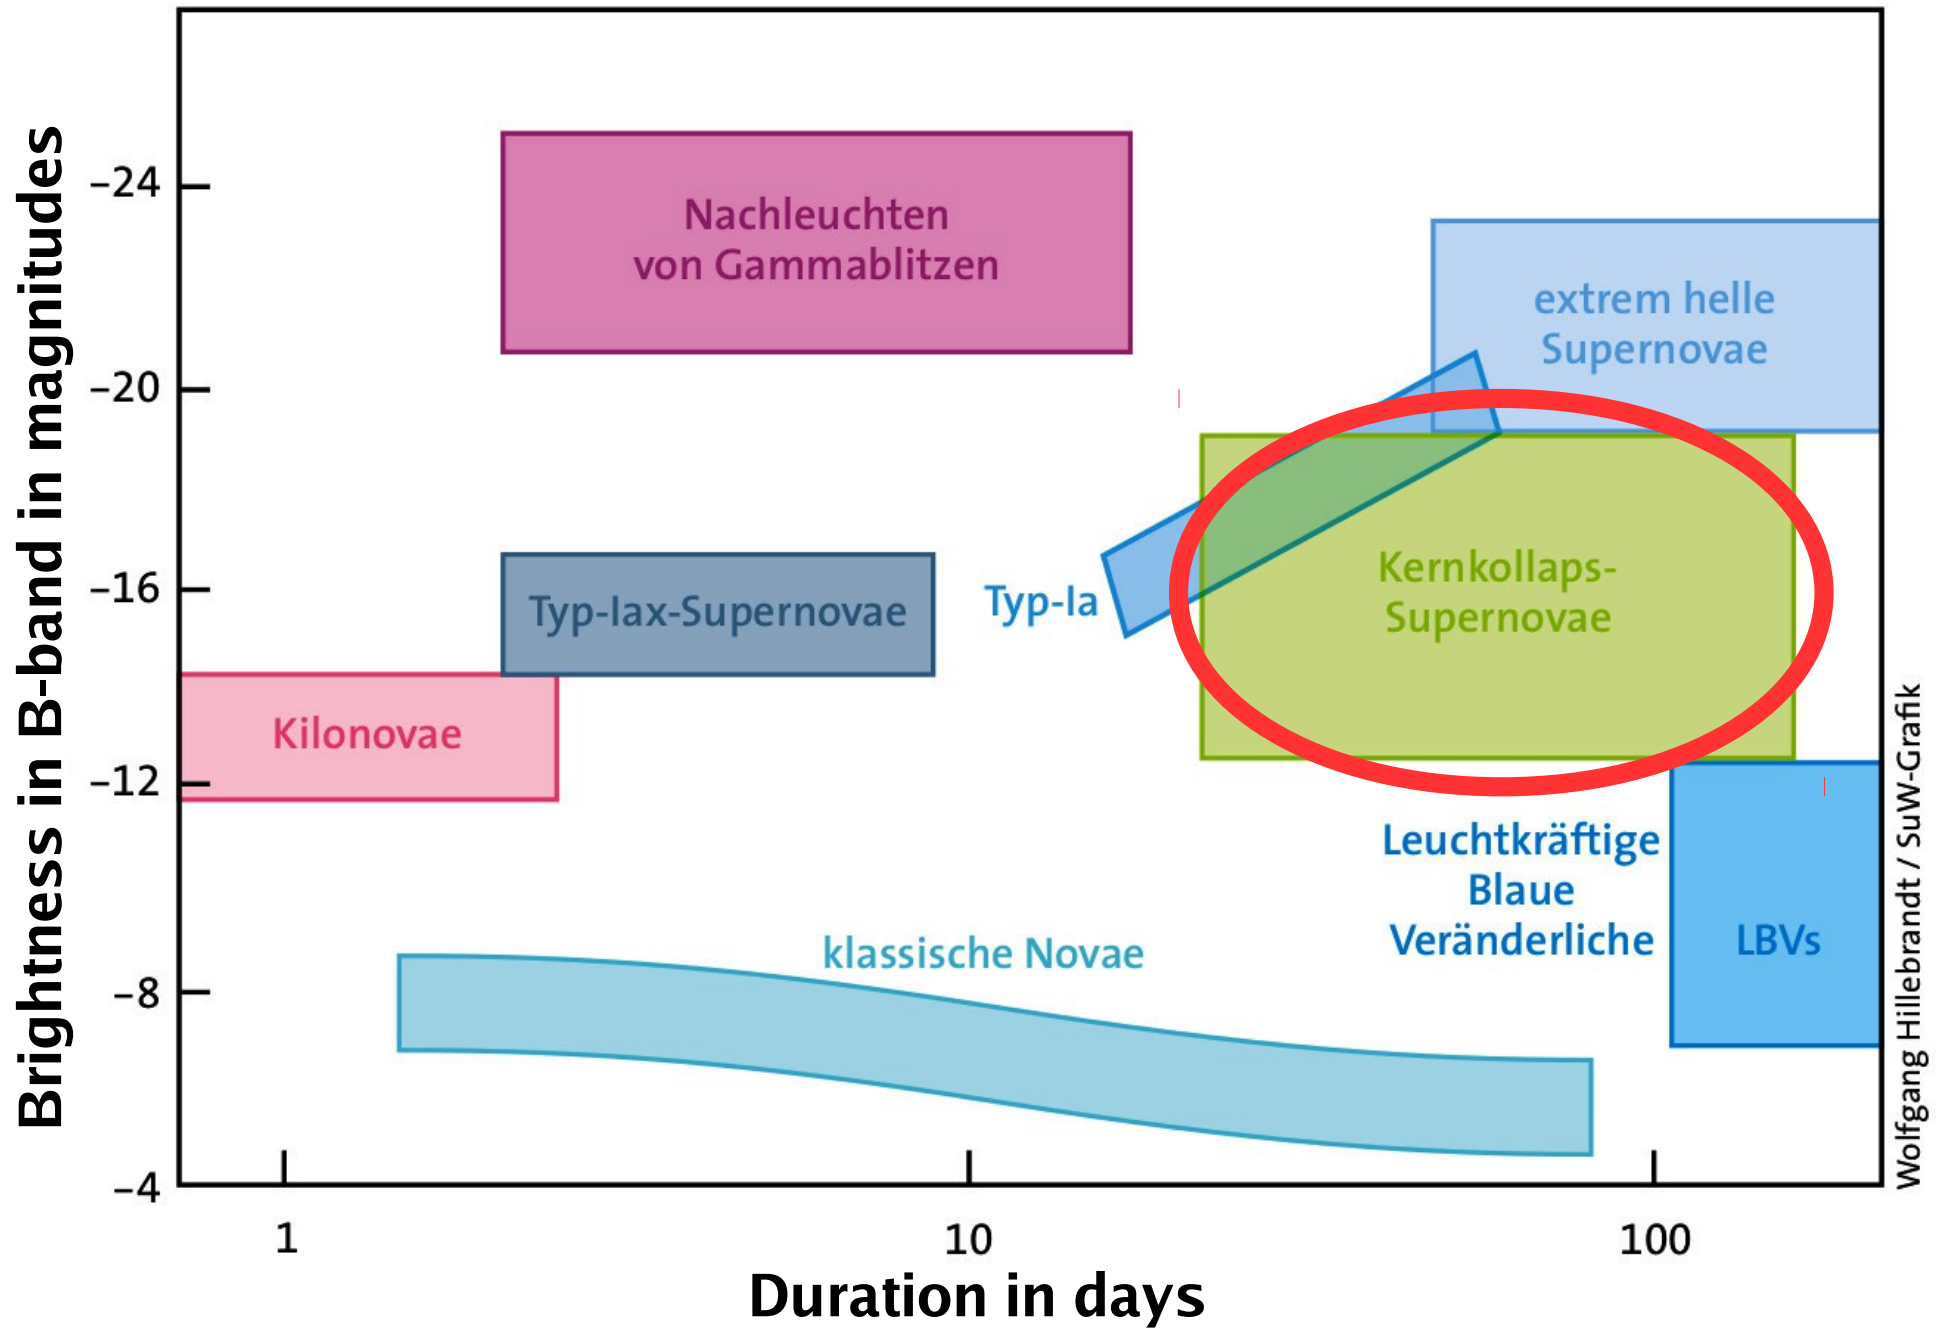 Brightness in B-band in magnitudes
−24
−20
−16
−12
−8
−4
Nachleuchten
von Gammablitzen
extrem helle
Supernovae
Typ-Iax-Supernovae
Typ-Ia
Kernkollaps-
Supernovae
Kilonovae
Leuchtkräftige
Blaue
Veränderliche
LBVs
klassische Novae
1
10
100
Duration in days
Wolfgang Hillebrandt / SuW-Grafik